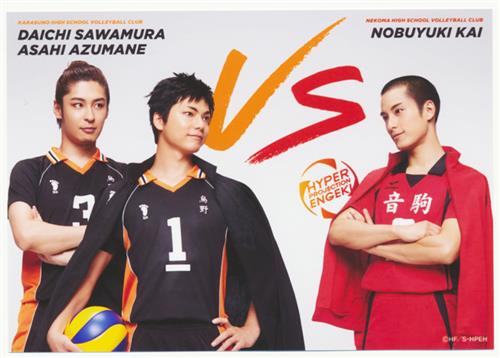 KARASUNO HIGH SCHOOL VOLLEYBALL CLUB
DAICHI SAWAMURA
ASAHI AZUMANE
NEKOMA HIGH SCHOOL VOLLEYBALL CLUB
NOBUYUKI KAI
VS
HYPER
PROJECTION
ENGEKI
3
烏野
1
音駒
©HF/S・HPEH